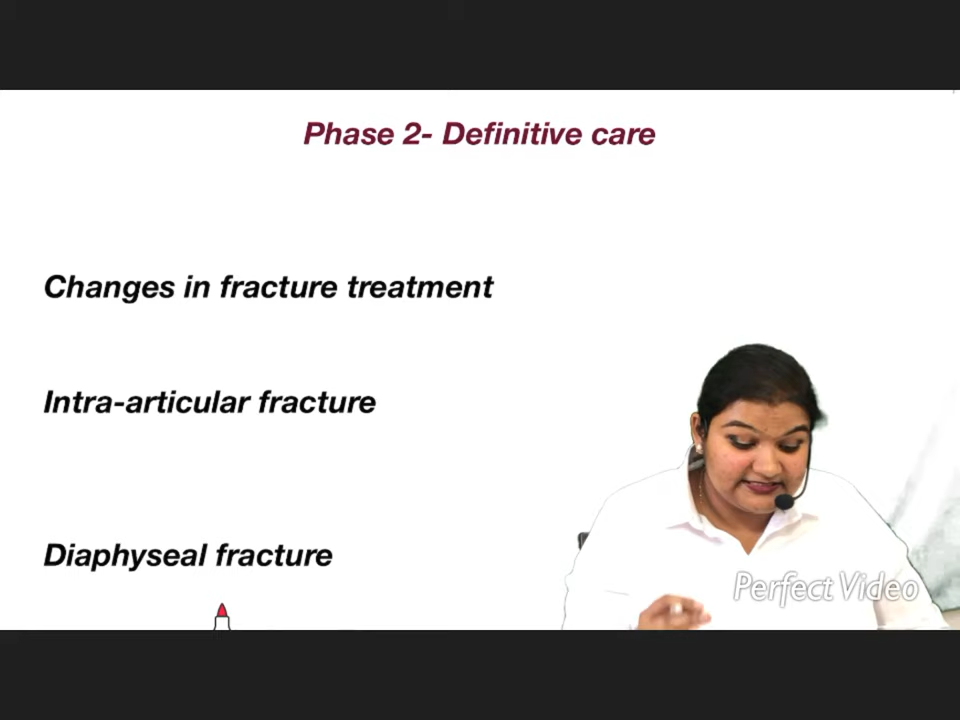 Phase 2- Definitive care
Changes in fracture treatment
Intra-articular fracture
Diaphyseal fracture
Perfect Video